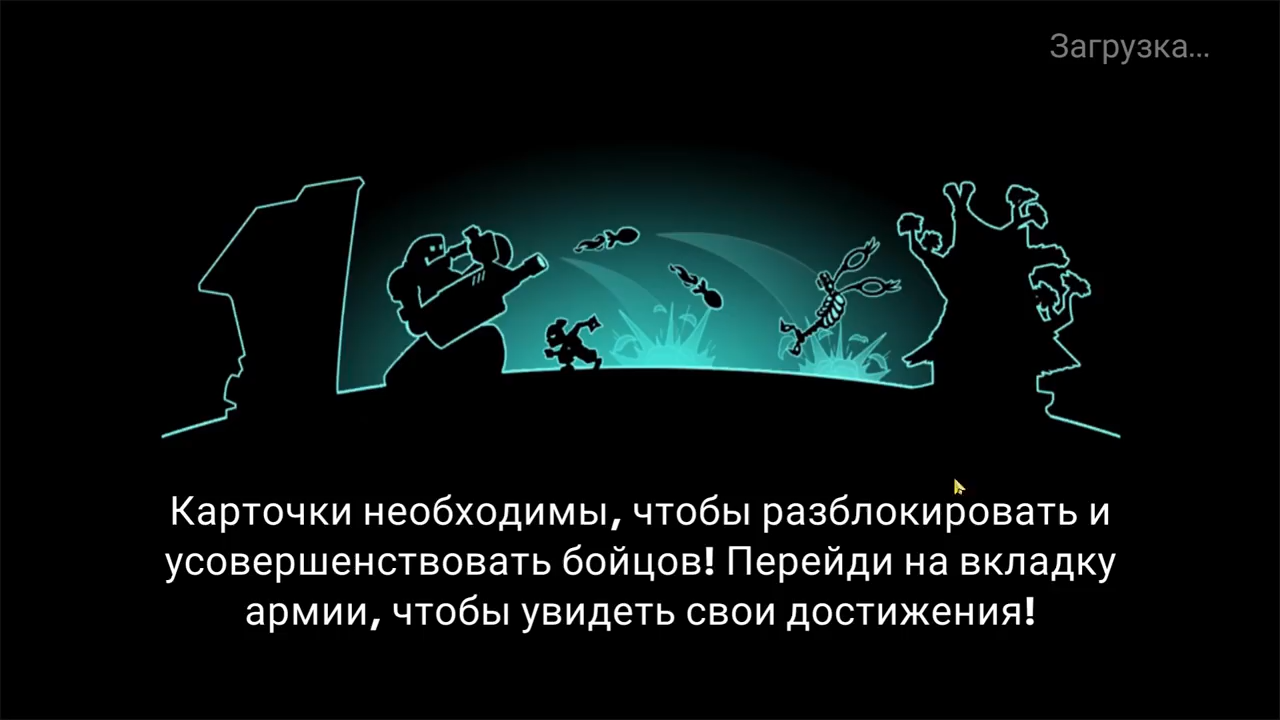 Загрузка...
Карточки необходимы, чтобы разблокировать и
усовершенствовать бойцов! Перейди на вкладку
армии, чтобы увидеть свои достижения!